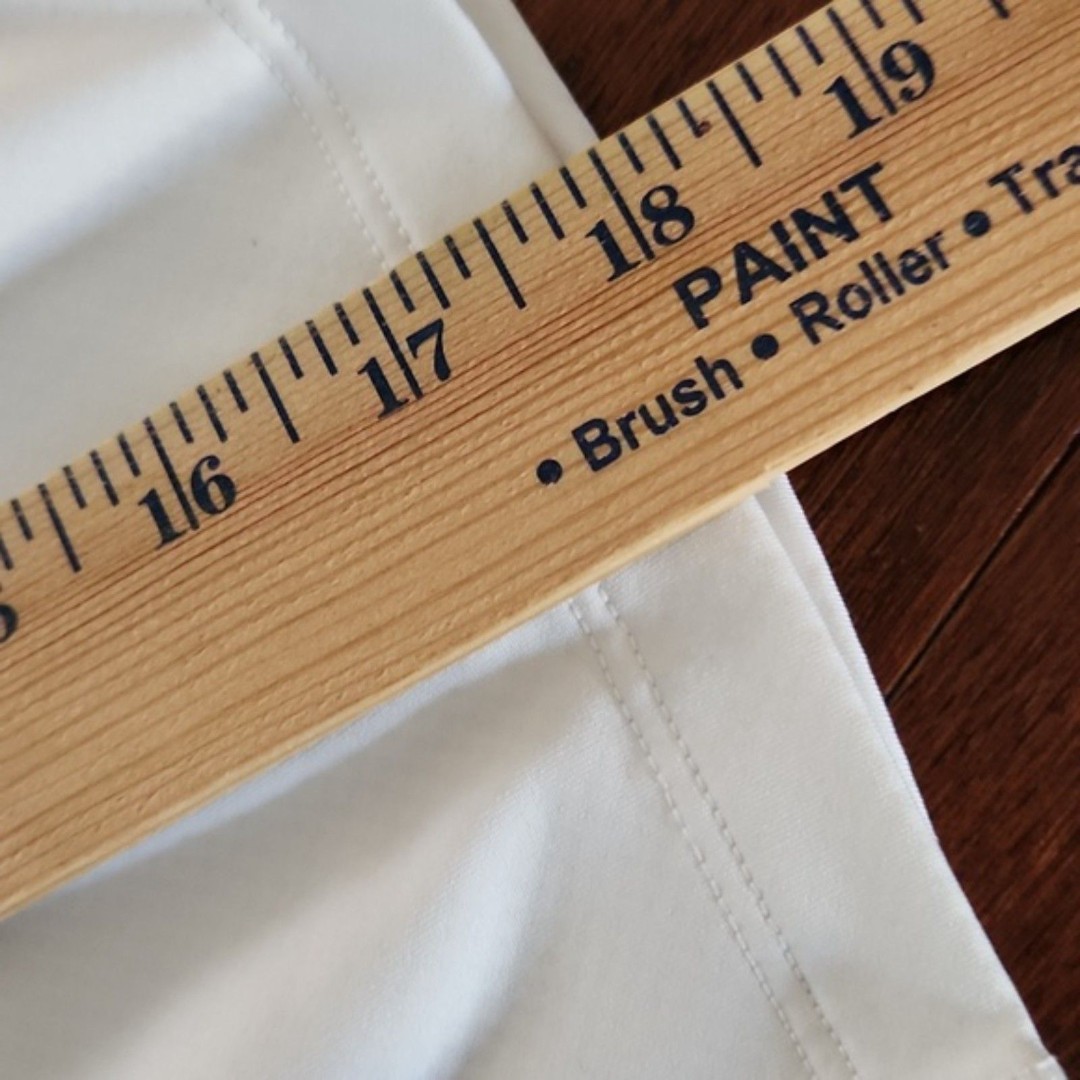 16 17 18 19
PAINT
• Brush • Roller • Tra